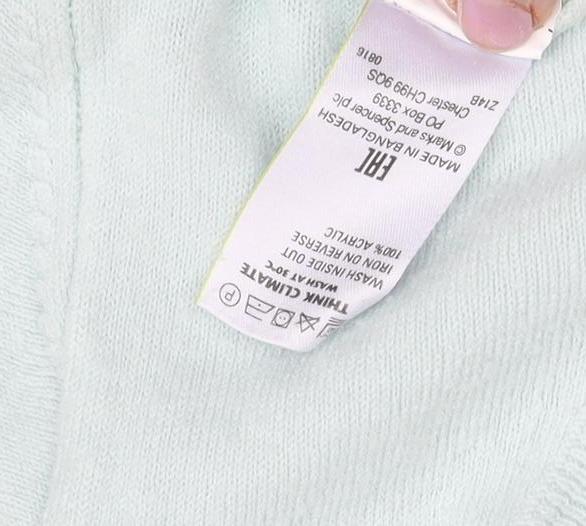 THINK CLIMATE
WASH AT 30°C
WASH INSIDE OUT
IRON ON REVERSE
100% ACRYLIC
EAC
MADE IN BANGLADESH
© Marks and Spencer plc
PO Box 3339
Chester CH99 9QS
Z14B 0816
P